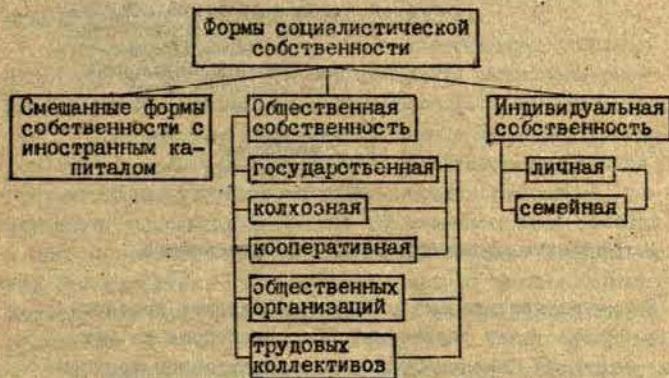 Формы социалистической
собственности
Смешанные формы
собственности с
иностранным ка-
питалом
Общественная
собственность
государственная
колхозная
кооперативная
общественных
организаций
трудовых
коллективов
Индивидуальная
собственность
личная
семейная